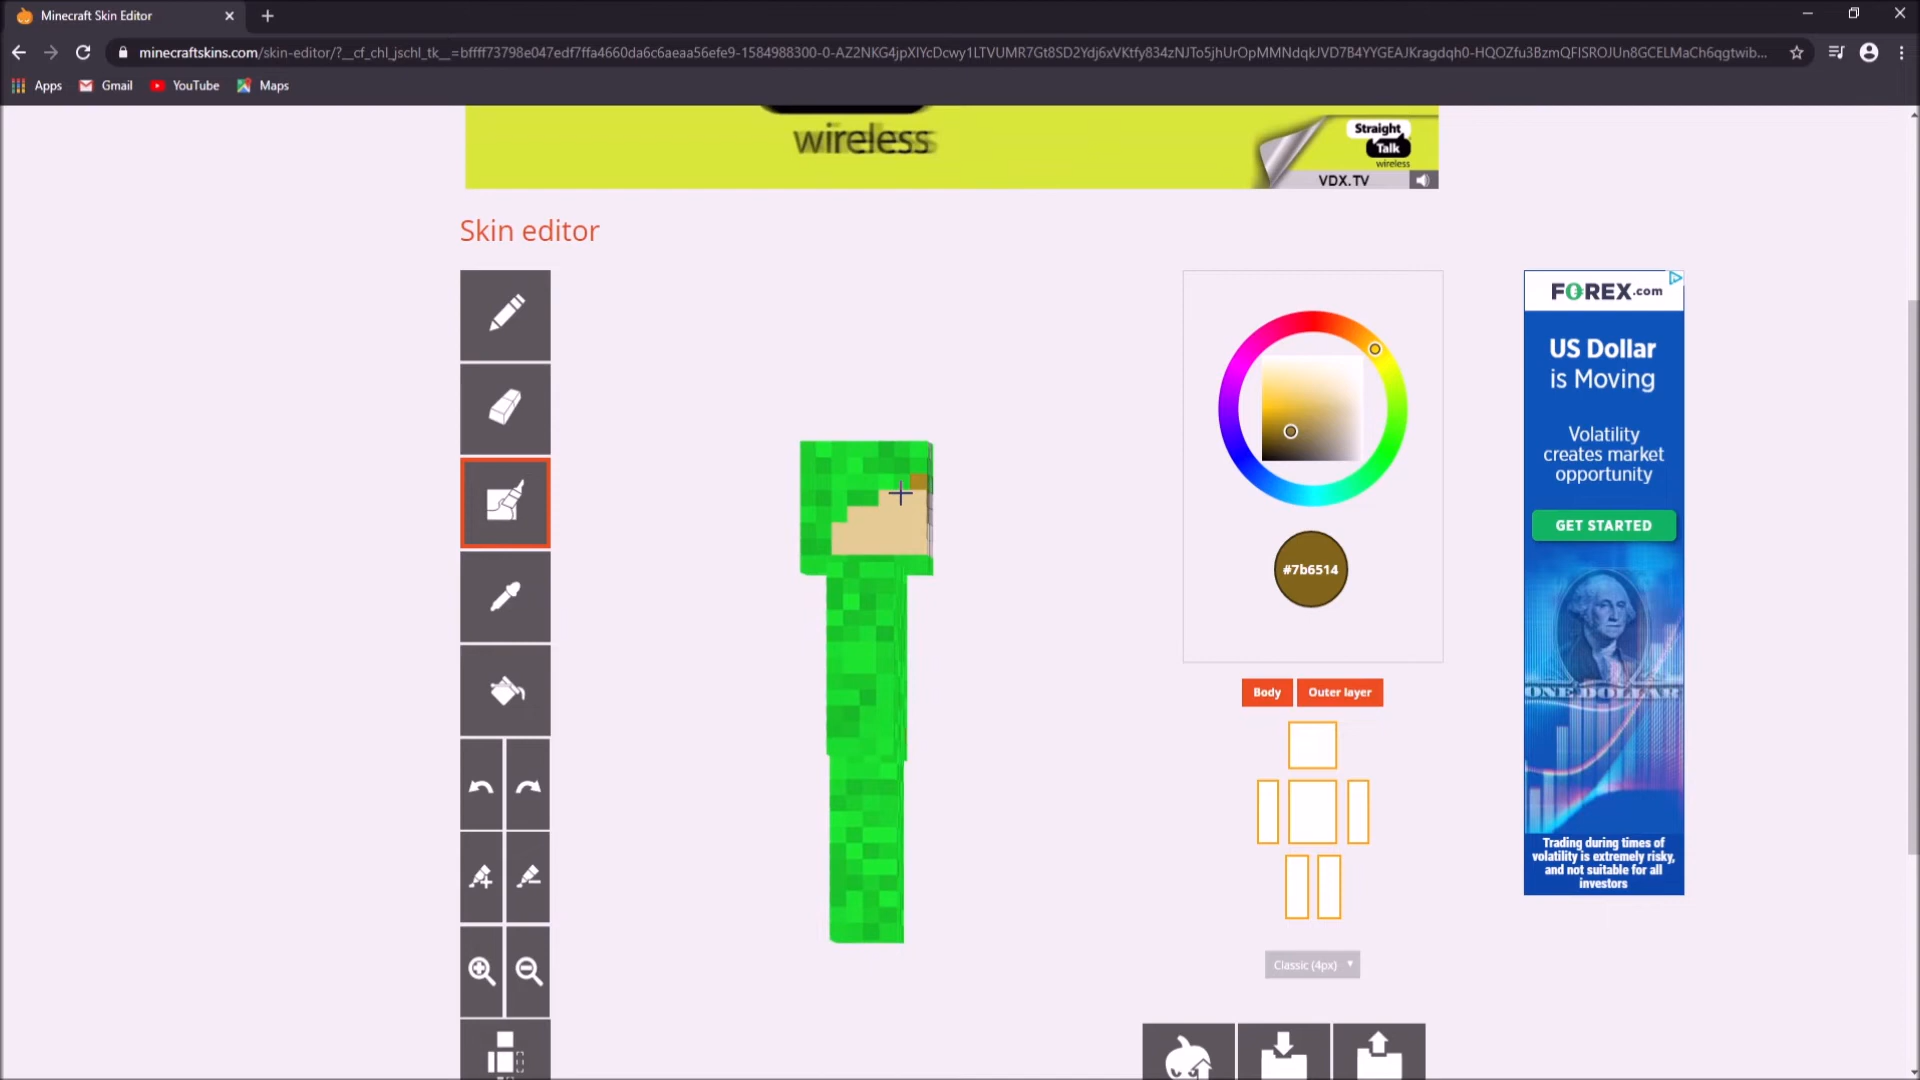 Minecraft Skin Editor
minecraftskins.com/skin-editor/?__cf_chl_jschl_tk__=bffff73798e047edf7ffa4660da6c6aeaa56efe9-1584988300-0-AZ2NKG4jpXIYcDcwy1LTVUMR7Gt8SD2Ydj6xVKtfy834zNJTo5jhUrOpMMNdqkJVD7B4YYGEAJKragdqh0-HQOZfu3BzmQFISROJUn8GCELMaCh6qgtwib...
Apps Gmail YouTube Maps
wireless
Straight
Talk
wireless
VDX.TV
Skin editor
FOREX.com
US Dollar
is Moving
Volatility
creates market
opportunity
GET STARTED
#7b6514
Body Outer layer
ONE DOLLAR
Classic (4px)
Trading during times of
volatility is extremely risky,
and not suitable for all
investors